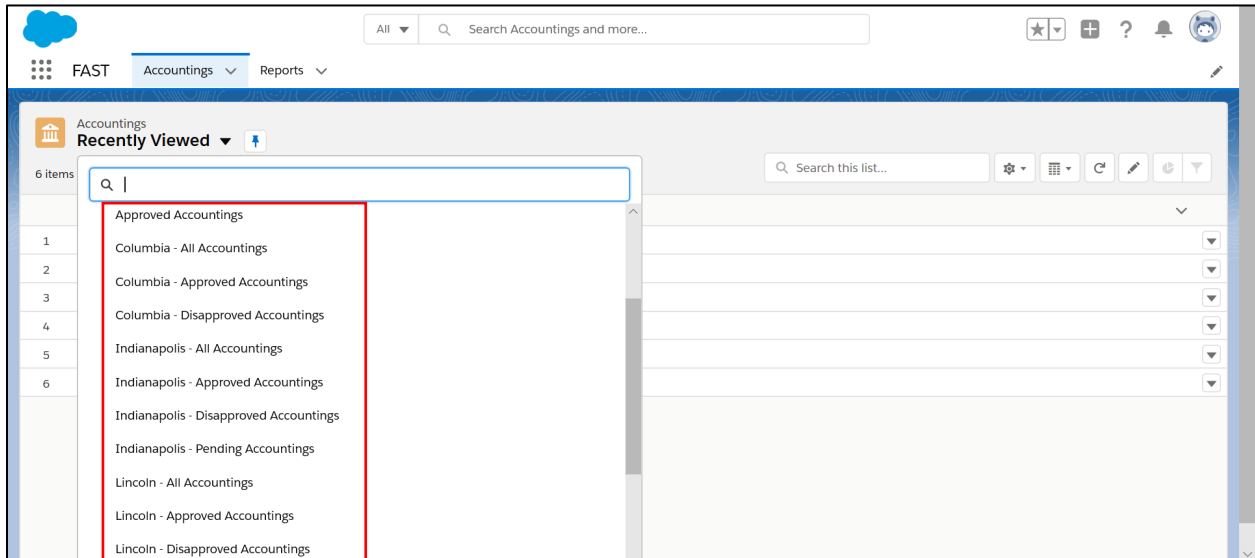 All
Search Accountings and more...
FAST
Accountings
Reports
Accountings
Recently Viewed
6 items
Search this list...
Approved Accountings
1
Columbia - All Accountings
2
Columbia - Approved Accountings
3
Columbia - Disapproved Accountings
4
Indianapolis - All Accountings
5
Indianapolis - Approved Accountings
6
Indianapolis - Disapproved Accountings
Indianapolis - Pending Accountings
Lincoln - All Accountings
Lincoln - Approved Accountings
Lincoln - Disapproved Accountings